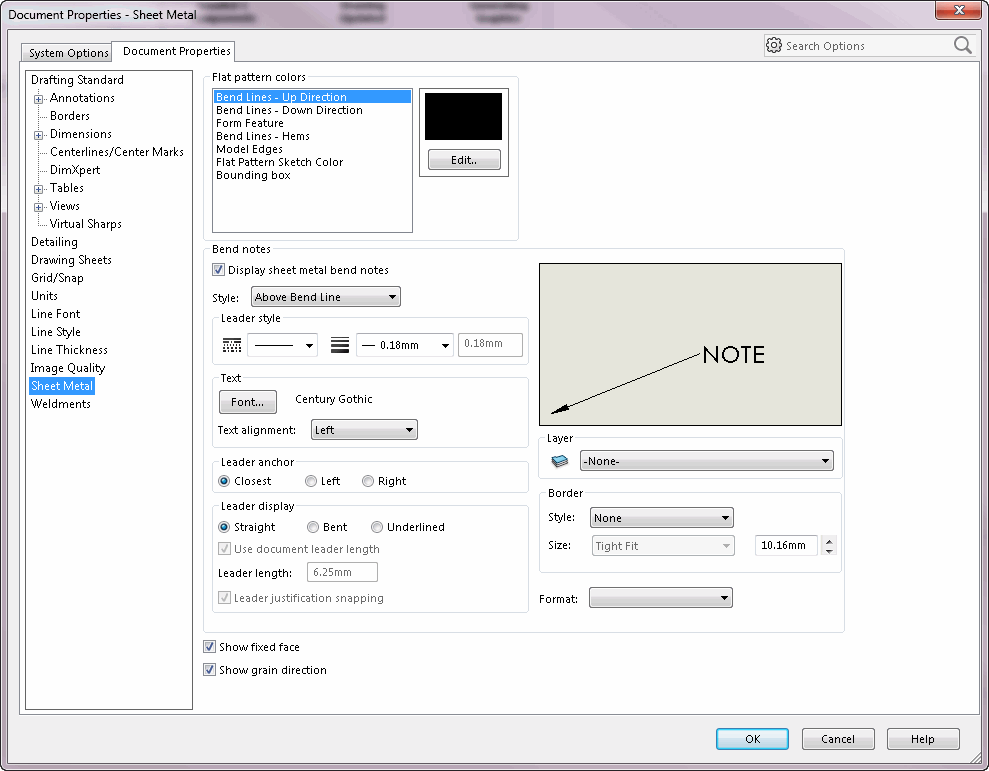 Document Properties - Sheet Metal
System Options
Document Properties
Search Options
Drafting Standard
Annotations
Borders
Dimensions
Centerlines/Center Marks
DimXpert
Tables
Views
Virtual Sharps
Detailing
Drawing Sheets
Grid/Snap
Units
Line Font
Line Style
Line Thickness
Image Quality
Sheet Metal
Weldments
Flat pattern colors
Bend Lines - Up Direction
Bend Lines - Down Direction
Form Feature
Bend Lines - Hems
Model Edges
Flat Pattern Sketch Color
Bounding box
Edit..
Bend notes
Display sheet metal bend notes
Style: Above Bend Line
Leader style
0.18mm 0.18mm
Text
Font... Century Gothic
Text alignment: Left
Leader anchor
Closest Left Right
Leader display
Straight Bent Underlined
Use document leader length
Leader length: 6.25mm
Leader justification snapping
NOTE
Layer
-None-
Border
Style: None
Size: Tight Fit 10.16mm
Format:
Show fixed face
Show grain direction
OK Cancel Help